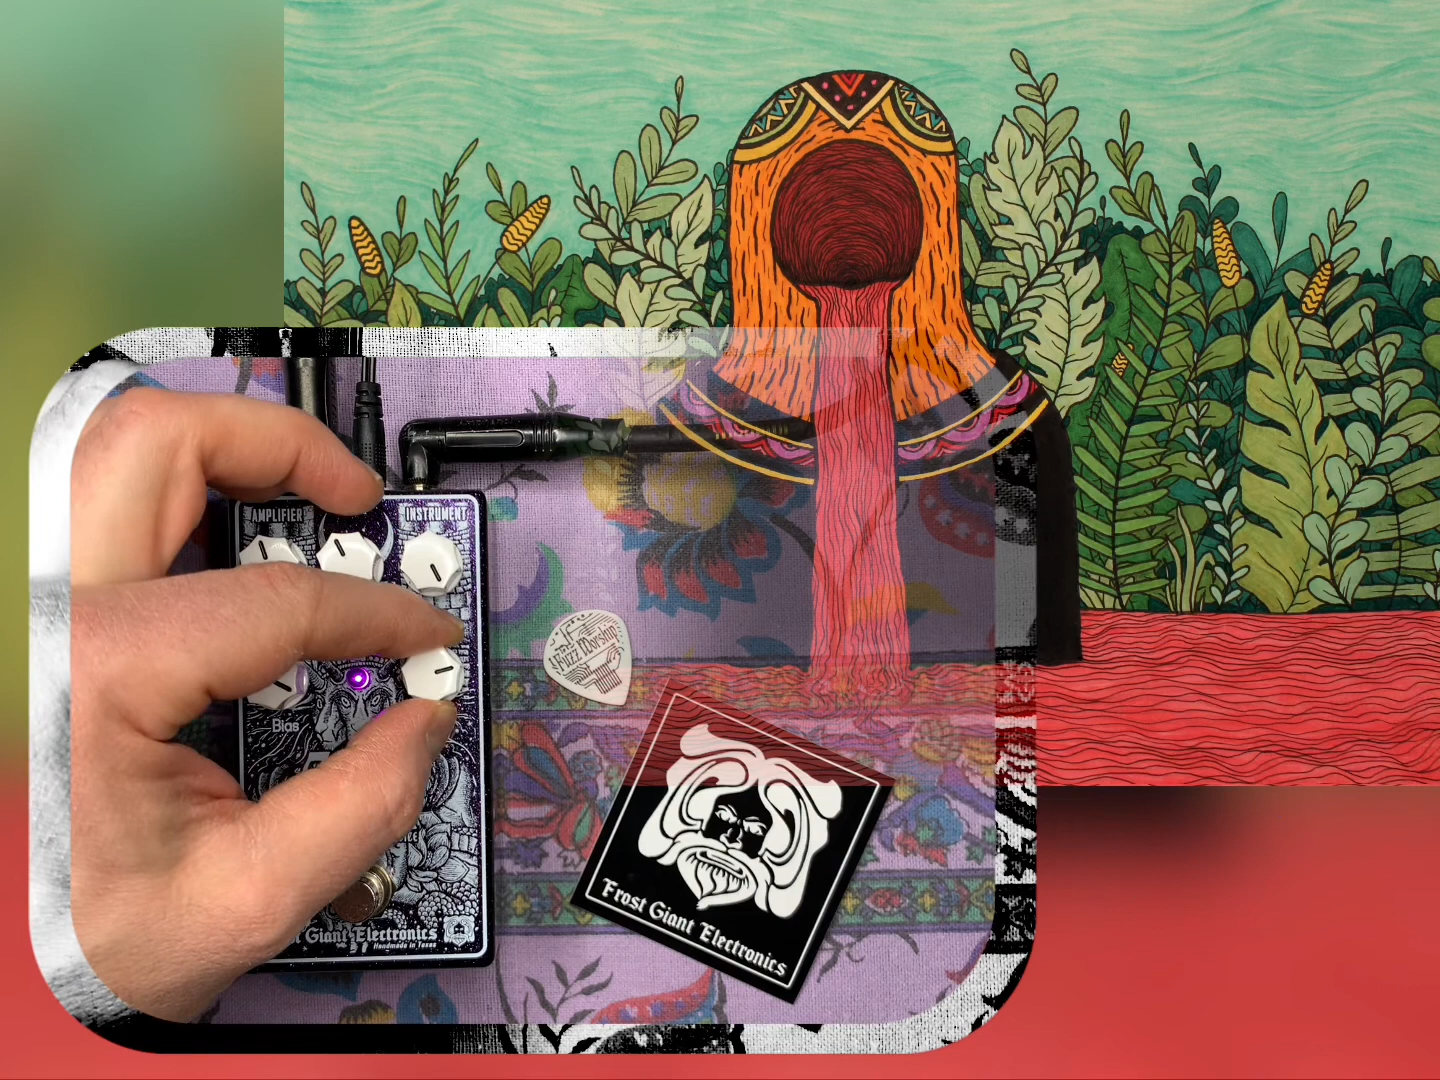 AMPLIFIER
INSTRUMENT
Fuzz Worship
Bias
Giant Electronics
Handmade in Texas
Frost Giant Electronics